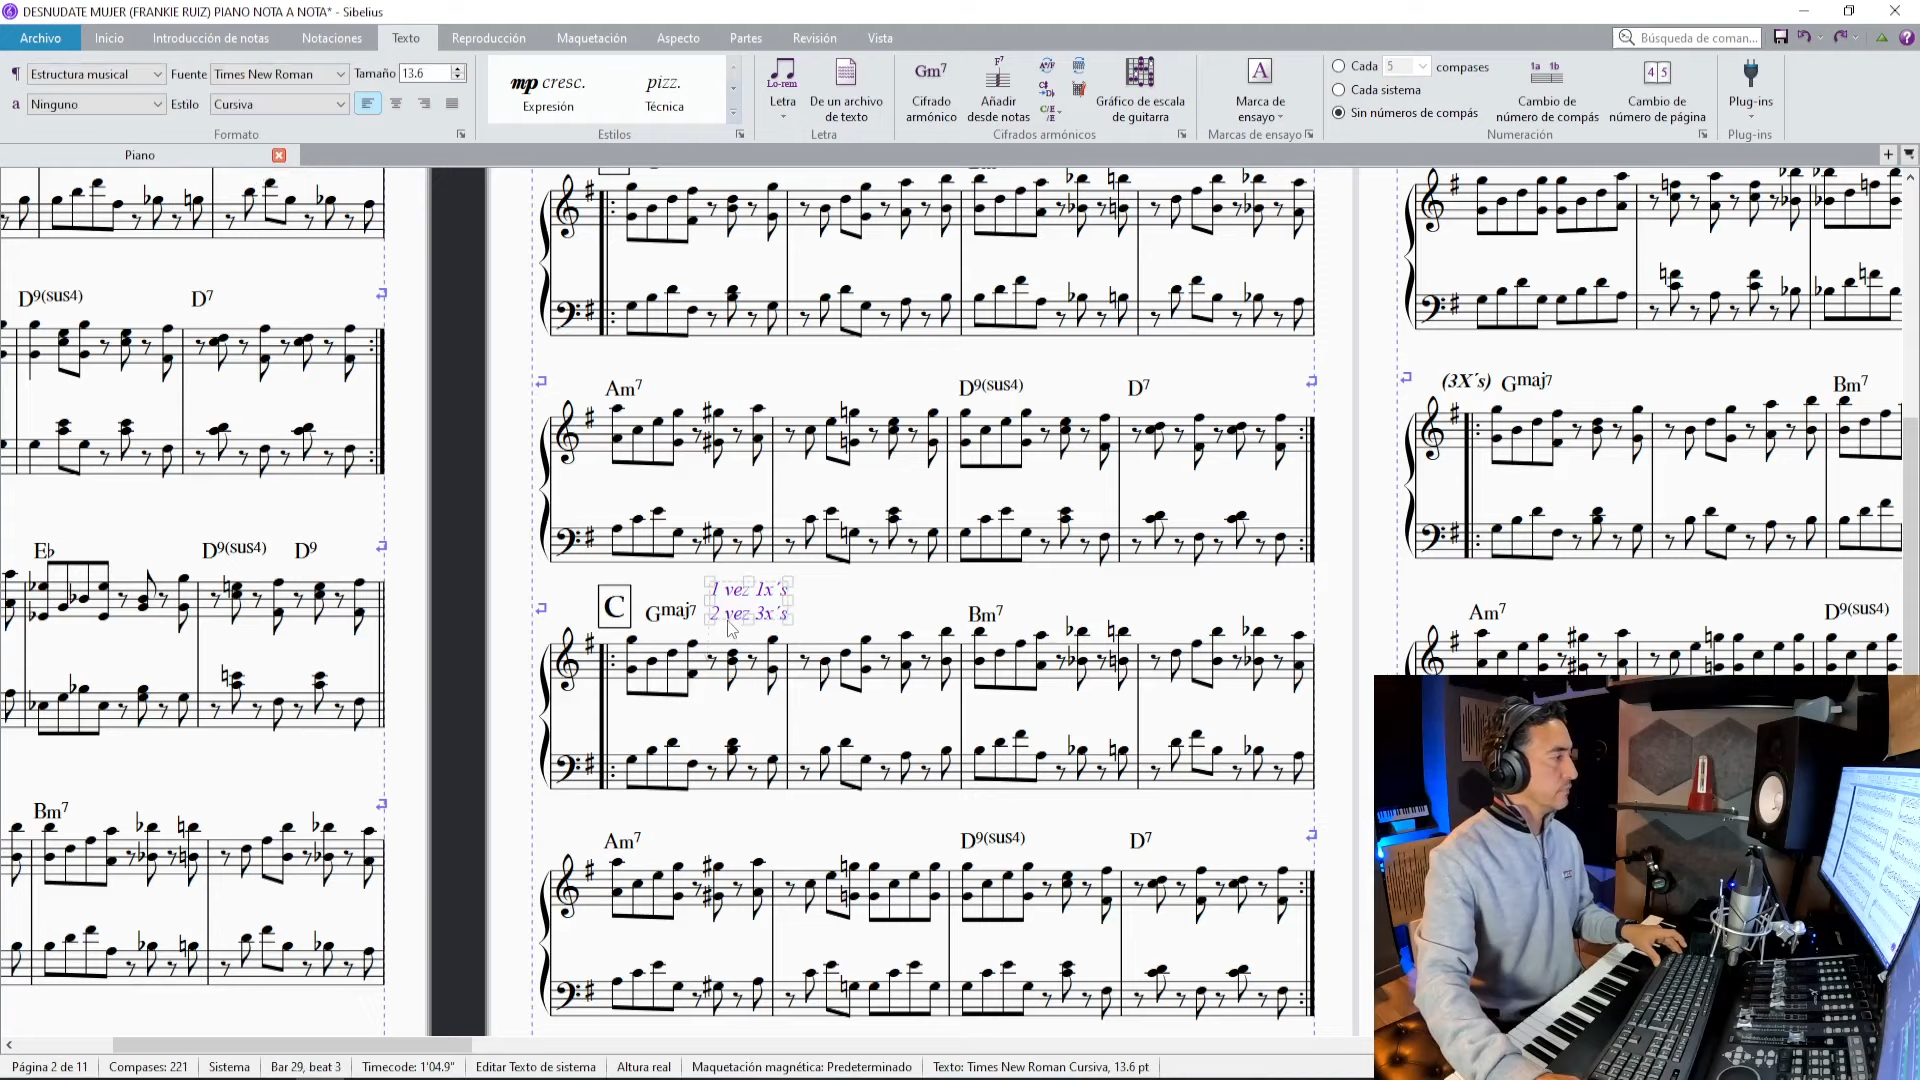 DESNUDATE MUJER (FRANKIE RUIZ) PIANO NOTA A NOTA* - Sibelius
Archivo Inicio Introducción de notas Notaciones Texto Reproducción Maquetación Aspecto Partes Revisión Vista Búsqueda de coman...
Estructura musical Fuente Times New Roman Tamaño 13.6
a Ninguno Estilo Cursiva
Formato
mp cresc. pizz.
Expresión Técnica
Estilos
Lo-rem
Letra De un archivo de texto
Letra
Gm7 Cifrado armónico
Añadir desde notas
Gráfico de escala de guitarra
Cifrados armónicos
A Marca de ensayo
Marcas de ensayo
Cada 5 compases
Cada sistema
Sin números de compás
1a 1b Cambio de número de compás
4 5 Cambio de número de página
Numeración
Plug-ins
Plug-ins
Piano
D9(sus4) D7
E♭ D9(sus4) D9
Bm7
Am7 D9(sus4) D7
C Gmaj7 1 vez 1x´s
2 vez 3x´s
Bm7
Am7 D9(sus4) D7
(3X´s) Gmaj7 Bm7
Am7 D9(sus4)
Página 2 de 11 Compases: 221 Sistema Bar 29, beat 3 Timecode: 1'04.9" Editar Texto de sistema Altura real Maquetación magnética: Predeterminado Texto: Times New Roman Cursiva, 13.6 pt